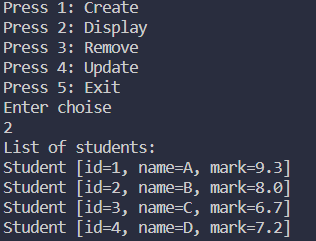 Press 1: Create
Press 2: Display
Press 3: Remove
Press 4: Update
Press 5: Exit
Enter choise
2
List of students:
Student [id=1, name=A, mark=9.3]
Student [id=2, name=B, mark=8.0]
Student [id=3, name=C, mark=6.7]
Student [id=4, name=D, mark=7.2]